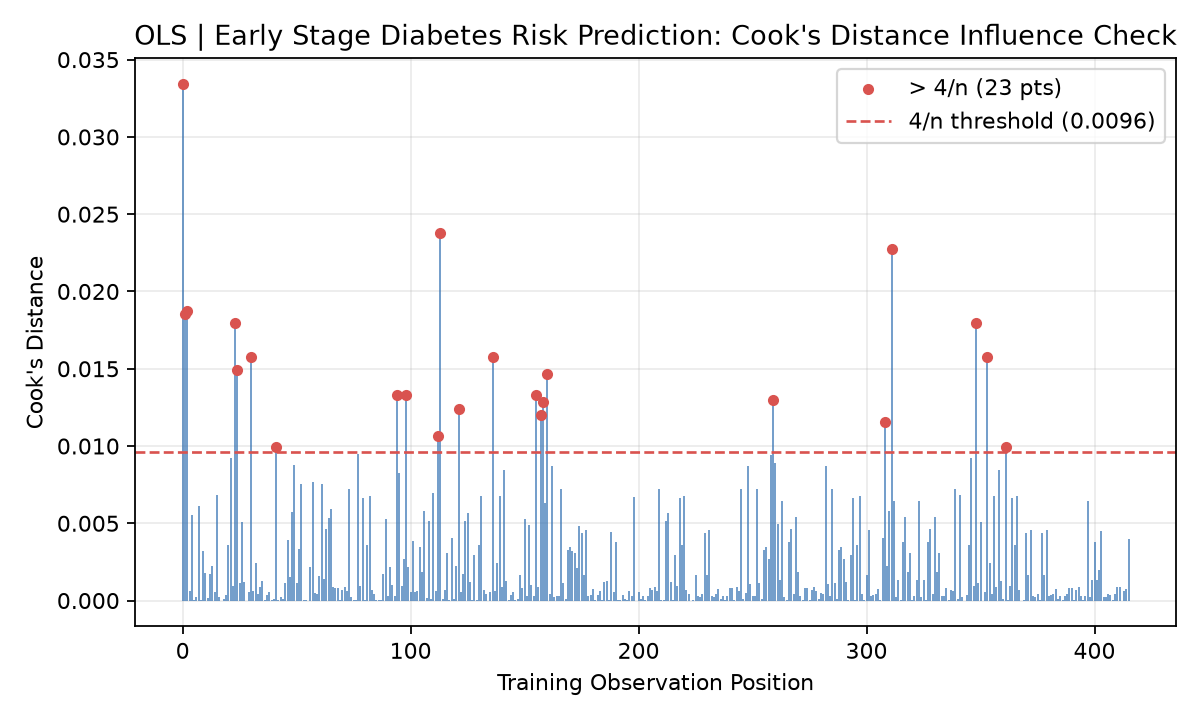 OLS | Early Stage Diabetes Risk Prediction: Cook's Distance Influence Check
> 4/n (23 pts)
4/n threshold (0.0096)
Cook's Distance
0.035
0.030
0.025
0.020
0.015
0.010
0.005
0.000
0
100
200
300
400
Training Observation Position